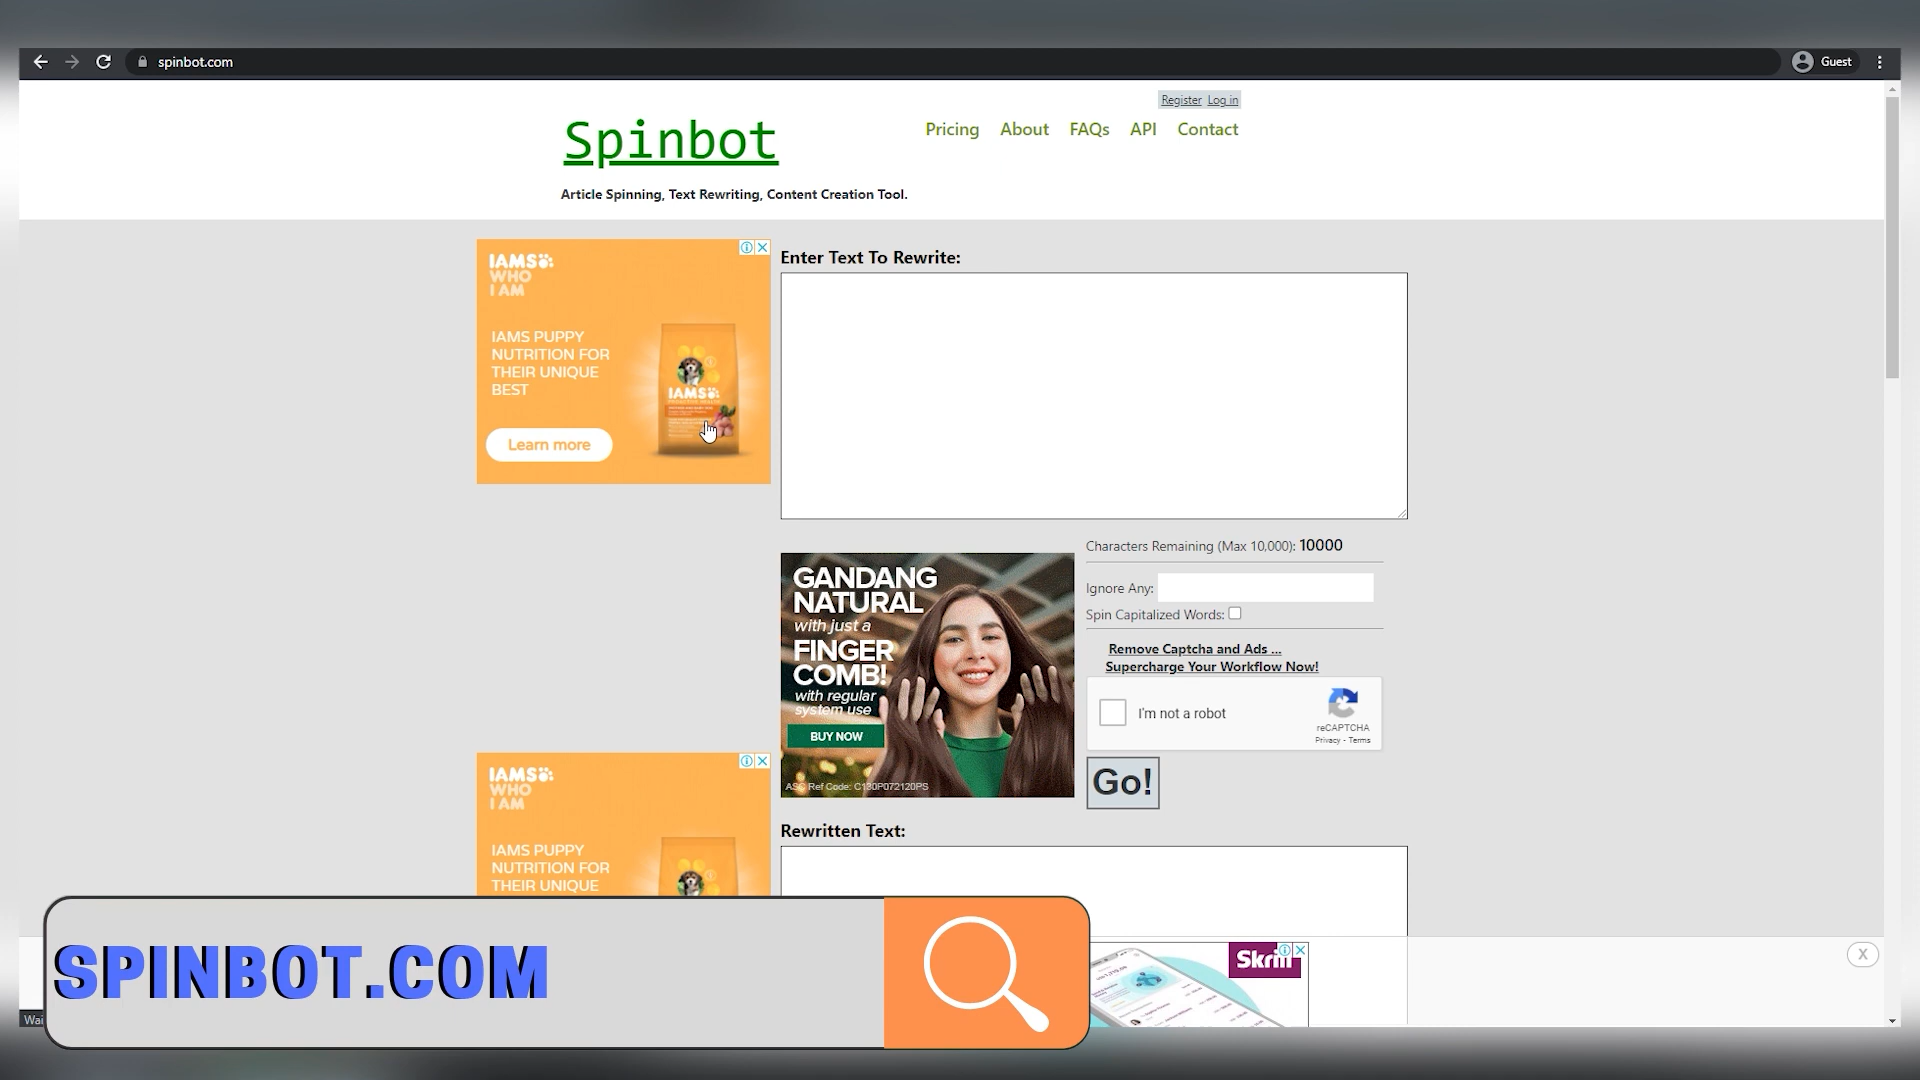 spinbot.com
Guest
Register Log in
Spinbot
Pricing About FAQs API Contact
Article Spinning, Text Rewriting, Content Creation Tool.
IAMS
WHO
I AM
IAMS PUPPY
NUTRITION FOR
THEIR UNIQUE
BEST
IAMS
Learn more
Enter Text To Rewrite:
GANDANG
NATURAL
with just a
FINGER
COMB!
with regular
system use
BUY NOW
ASC Ref Code: C130P072120PS
Characters Remaining (Max 10,000): 10000
Ignore Any:
Spin Capitalized Words:
Remove Captcha and Ads ...
Supercharge Your Workflow Now!
I'm not a robot
reCAPTCHA
Privacy - Terms
Go!
IAMS
WHO
I AM
IAMS PUPPY
NUTRITION FOR
THEIR UNIQUE
Rewritten Text:
SPINBOT.COM
Skrill
X
Wai